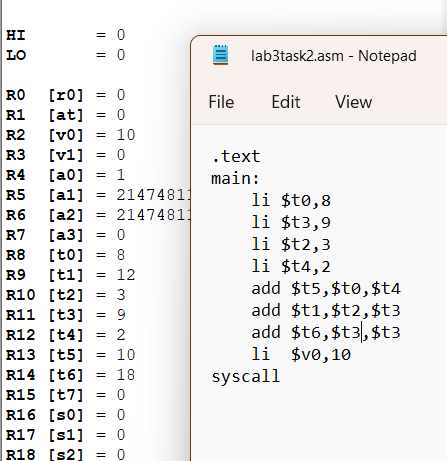 HI = 0
LO = 0
R0 [r0] = 0
R1 [at] = 0
R2 [v0] = 10
R3 [v1] = 0
R4 [a0] = 1
R5 [a1] = 21474811
R6 [a2] = 21474811
R7 [a3] = 0
R8 [t0] = 8
R9 [t1] = 12
R10 [t2] = 3
R11 [t3] = 9
R12 [t4] = 2
R13 [t5] = 10
R14 [t6] = 18
R15 [t7] = 0
R16 [s0] = 0
R17 [s1] = 0
R18 [s2] = 0
lab3task2.asm - Notepad
File Edit View
.text
main:
li $t0,8
li $t3,9
li $t2,3
li $t4,2
add $t5,$t0,$t4
add $t1,$t2,$t3
add $t6,$t3,$t3
li $v0,10
syscall